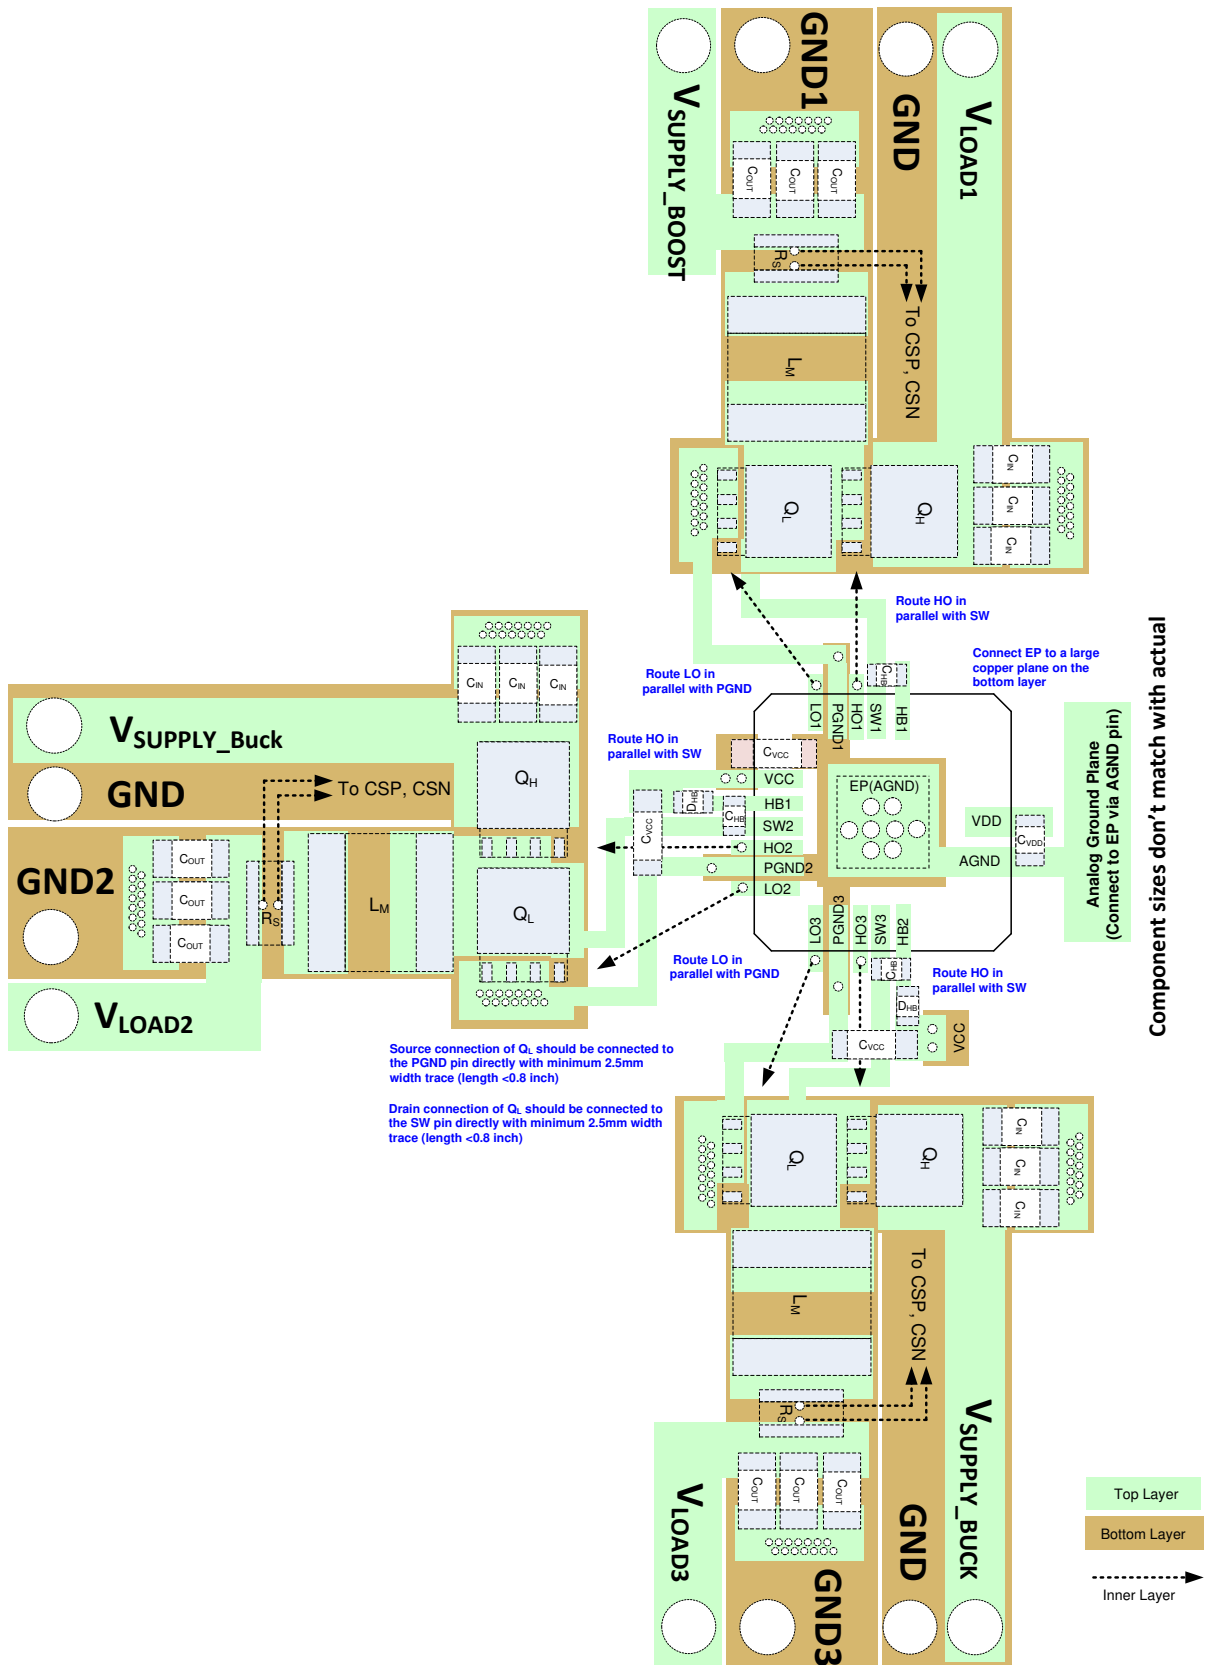 VSUPPLY_BOOST
GND1
GND
VLOAD1
COUT
COUT
COUT
RS
To CSP, CSN
LM
QL
QH
CIN
CIN
CIN
Route HO in
parallel with SW
Route LO in
parallel with PGND
Connect EP to a large
copper plane on the
bottom layer
CHB
LO1
PGND1
HO1
SW1
HB1
CIN
CIN
CIN
VSUPPLY_Buck
GND
To CSP, CSN
QH
Route HO in
parallel with SW
CVCC
VCC
DHB
CHB
CVCC
HB1
SW2
HO2
PGND2
LO2
EP(AGND)
VDD
AGND
CVDD
Analog Ground Plane
(Connect to EP via AGND pin)
Component sizes don't match with actual
GND2
COUT
COUT
COUT
RS
LM
QL
VLOAD2
LO3
PGND3
HO3
SW3
HB2
Route LO in
parallel with PGND
CHB
Route HO in
parallel with SW
DHB
CVCC
VCC
Source connection of QL should be connected to
the PGND pin directly with minimum 2.5mm
width trace (length <0.8 inch)
Drain connection of QL should be connected to
the SW pin directly with minimum 2.5mm width
trace (length <0.8 inch)
QL
QH
CIN
CIN
CIN
LM
To CSP, CSN
RS
COUT
COUT
COUT
VLOAD3
GND3
GND
VSUPPLY_BUCK
Top Layer
Bottom Layer
Inner Layer